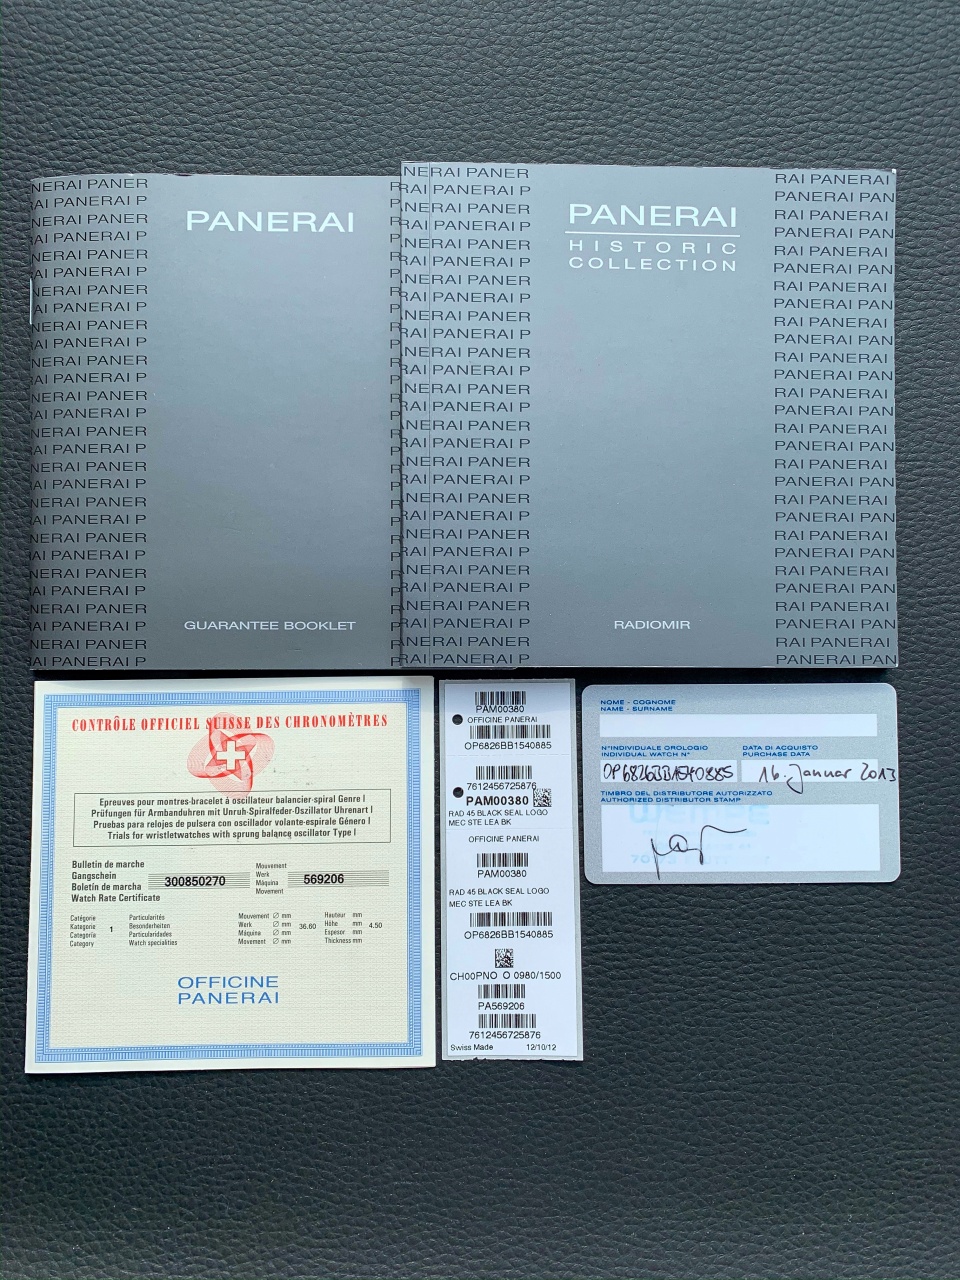 PANERAI
GUARANTEE BOOKLET
PANERAI
HISTORIC
COLLECTION
RADIOMIR
CONTRÔLE OFFICIEL SUISSE DES CHRONOMÈTRES
Epreuves pour montres-bracelet à oscillateur balancier-spiral Genre I
Prüfungen für Armbanduhren mit Unruh-Spiralfeder-Oszillator Uhrenart I
Pruebas para relojes de pulsera con oscillador volante-espirale Género I
Trials for wristletwatches with sprung balance oscillator Type I
Bulletin de marche
Gangschein
Boletin de marcha
Watch Rate Certificate
300850270
Mouvement
Werk
Máquina
Movement
569206
Catégorie
Kategorie
Categoria
Category
1
Particularités
Besonderheiten
Particularidades
Watch specialities
Mouvement ∅ mm
Werk ∅ mm
Máquina ∅ mm
Movement ∅ mm
36.60
Hauteur mm
Höhe mm
Espesor mm
Thickness mm
4.50
OFFICINE
PANERAI
PAM00380
OFFICINE PANERAI
OP6826BB1540885
7612456725876
PAM00380
RAD 45 BLACK SEAL LOGO
MEC STE LEA BK
OFFICINE PANERAI
PAM00380
RAD 45 BLACK SEAL LOGO
MEC STE LEA BK
OP6826BB1540885
CH00PNO O 0980/1500
PA569206
7612456725876
Swiss Made 12/10/12
NOME - COGNOME
NAME - SURNAME
N°INDIVIDUALE OROLOGIO
INDIVIDUAL WATCH N°
OP6826BB1540885
DATA DI ACQUISTO
PURCHASE DATA
16. Januar 2013
TIMBRO DEL DISTRIBUTORE AUTORIZZATO
AUTHORIZED DISTRIBUTOR STAMP
WEMPE